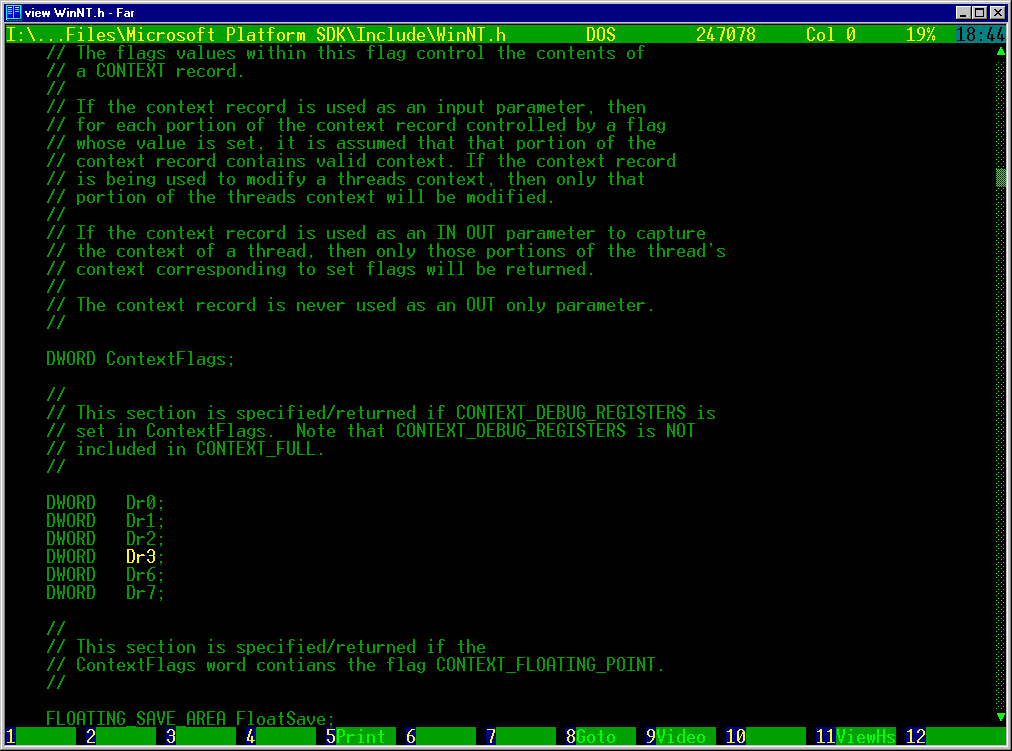 view WinNT.h - Far
I:\...Files\Microsoft Platform SDK\Include\WinNT.h DOS 247078 Col 0 19% 18:44
// The flags values within this flag control the contents of
// a CONTEXT record.
//
// If the context record is used as an input parameter, then
// for each portion of the context record controlled by a flag
// whose value is set, it is assumed that that portion of the
// context record contains valid context. If the context record
// is being used to modify a threads context, then only that
// portion of the threads context will be modified.
//
// If the context record is used as an IN OUT parameter to capture
// the context of a thread, then only those portions of the thread's
// context corresponding to set flags will be returned.
//
// The context record is never used as an OUT only parameter.
//
DWORD ContextFlags;
//
// This section is specified/returned if CONTEXT_DEBUG_REGISTERS is
// set in ContextFlags.  Note that CONTEXT_DEBUG_REGISTERS is NOT
// included in CONTEXT_FULL.
//
DWORD   Dr0;
DWORD   Dr1;
DWORD   Dr2;
DWORD   Dr3;
DWORD   Dr6;
DWORD   Dr7;
//
// This section is specified/returned if the
// ContextFlags word contians the flag CONTEXT_FLOATING_POINT.
//
FLOATING_SAVE_AREA FloatSave;
1 2 3 4 5Print 6 7 8Goto 9Video 10 11ViewHs 12